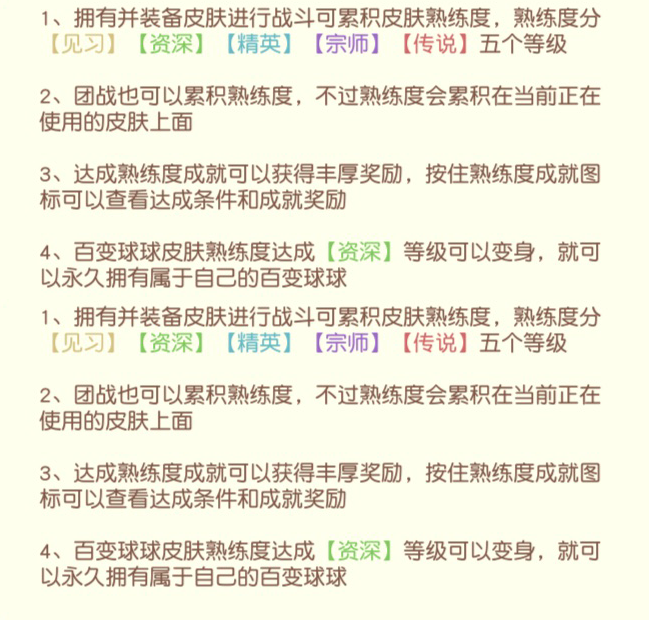 1、拥有并装备皮肤进行战斗可累积皮肤熟练度，熟练度分
【见习】【资深】【精英】【宗师】【传说】五个等级
2、团战也可以累积熟练度，不过熟练度会累积在当前正在
使用的皮肤上面
3、达成熟练度成就可以获得丰厚奖励，按住熟练度成就图
标可以查看达成条件和成就奖励
4、百变球球皮肤熟练度达成【资深】等级可以变身，就可
以永久拥有属于自己的百变球球
1、拥有并装备皮肤进行战斗可累积皮肤熟练度，熟练度分
【见习】【资深】【精英】【宗师】【传说】五个等级
2、团战也可以累积熟练度，不过熟练度会累积在当前正在
使用的皮肤上面
3、达成熟练度成就可以获得丰厚奖励，按住熟练度成就图
标可以查看达成条件和成就奖励
4、百变球球皮肤熟练度达成【资深】等级可以变身，就可
以永久拥有属于自己的百变球球